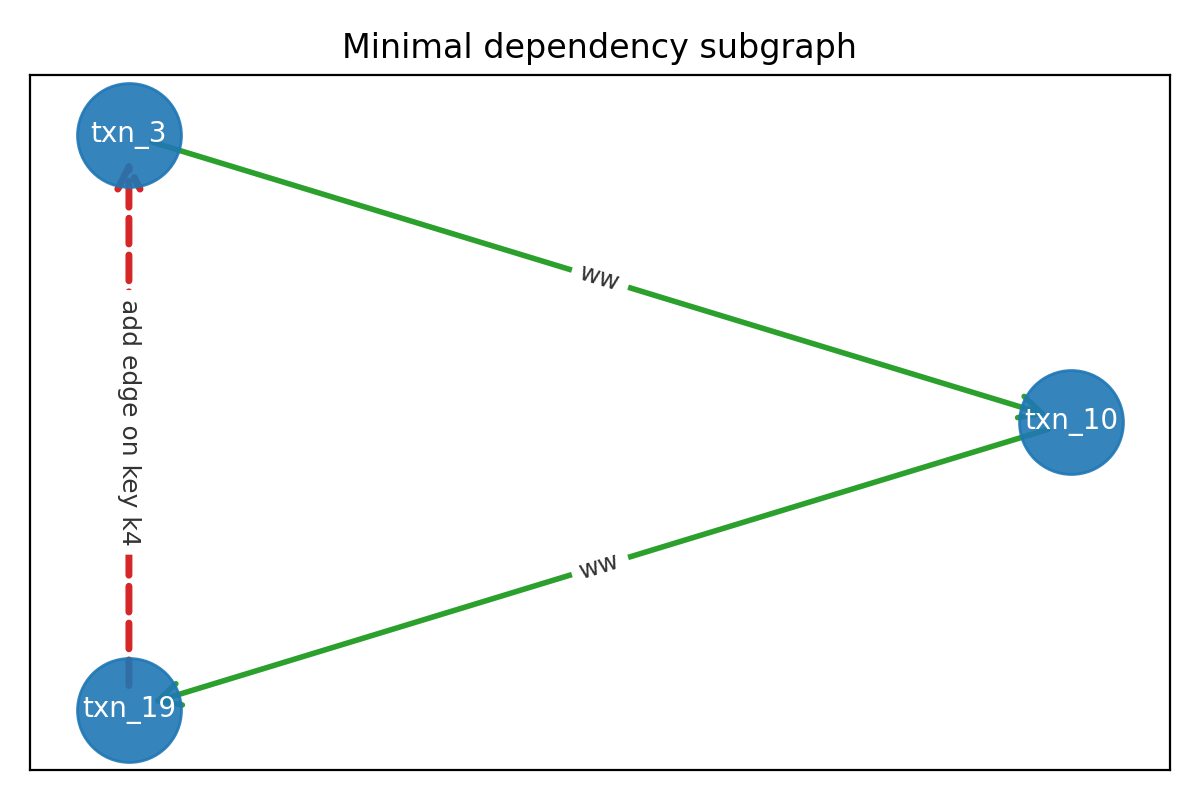 Minimal dependency subgraph
txn_3
ww
add edge on key k4
txn_10
ww
txn_19